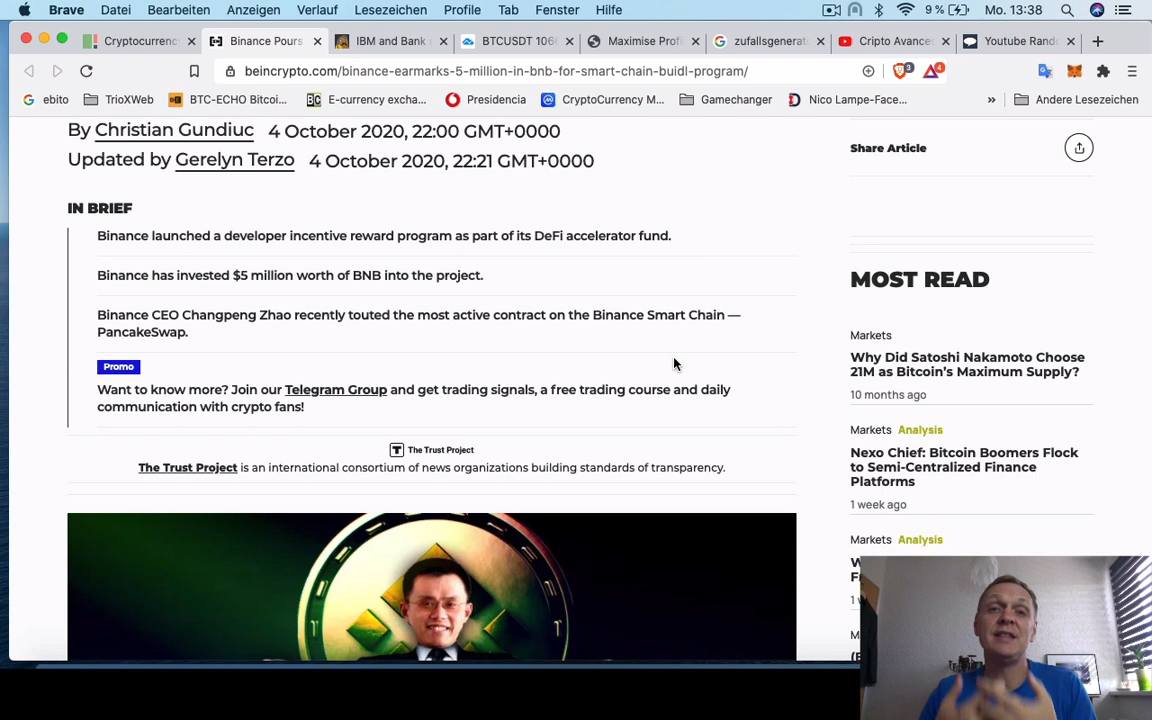 Brave Datei Bearbeiten Anzeigen Verlauf Lesezeichen Profile Tab Fenster Hilfe 9 % Mo. 13:38
Cryptocurrenc Binance Pours IBM and Bank BTCUSDT 106 Maximise Profi zufallsgenerat Cripto Avance Youtube Rand
beincrypto.com/binance-earmarks-5-million-in-bnb-for-smart-chain-buidl-program/ 3 4
ebito TrioXWeb BTC-ECHO Bitcoi... E-currency excha... Presidencia CryptoCurrency M... Gamechanger Nico Lampe-Face... » Andere Lesezeichen
By Christian Gundiuc 4 October 2020, 22:00 GMT+0000
Updated by Gerelyn Terzo 4 October 2020, 22:21 GMT+0000
IN BRIEF
Binance launched a developer incentive reward program as part of its DeFi accelerator fund.
Binance has invested $5 million worth of BNB into the project.
Binance CEO Changpeng Zhao recently touted the most active contract on the Binance Smart Chain —
PancakeSwap.
Promo
Want to know more? Join our Telegram Group and get trading signals, a free trading course and daily
communication with crypto fans!
T The Trust Project
The Trust Project is an international consortium of news organizations building standards of transparency.
Share Article
MOST READ
Markets
Why Did Satoshi Nakamoto Choose
21M as Bitcoin's Maximum Supply?
10 months ago
Markets Analysis
Nexo Chief: Bitcoin Boomers Flock
to Semi-Centralized Finance
Platforms
1 week ago
Markets Analysis